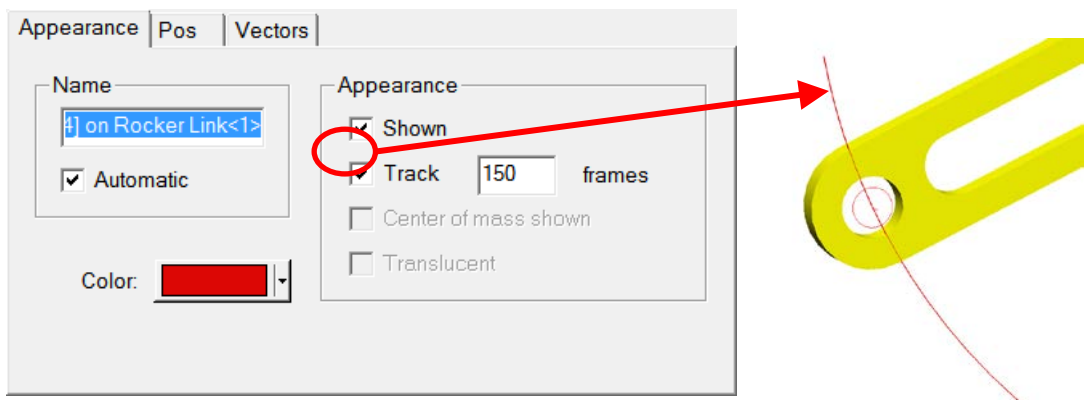 Appearance Pos Vectors
Name
4] on Rocker Link<1>
Automatic
Color:
Appearance
Shown
Track 150 frames
Center of mass shown
Translucent